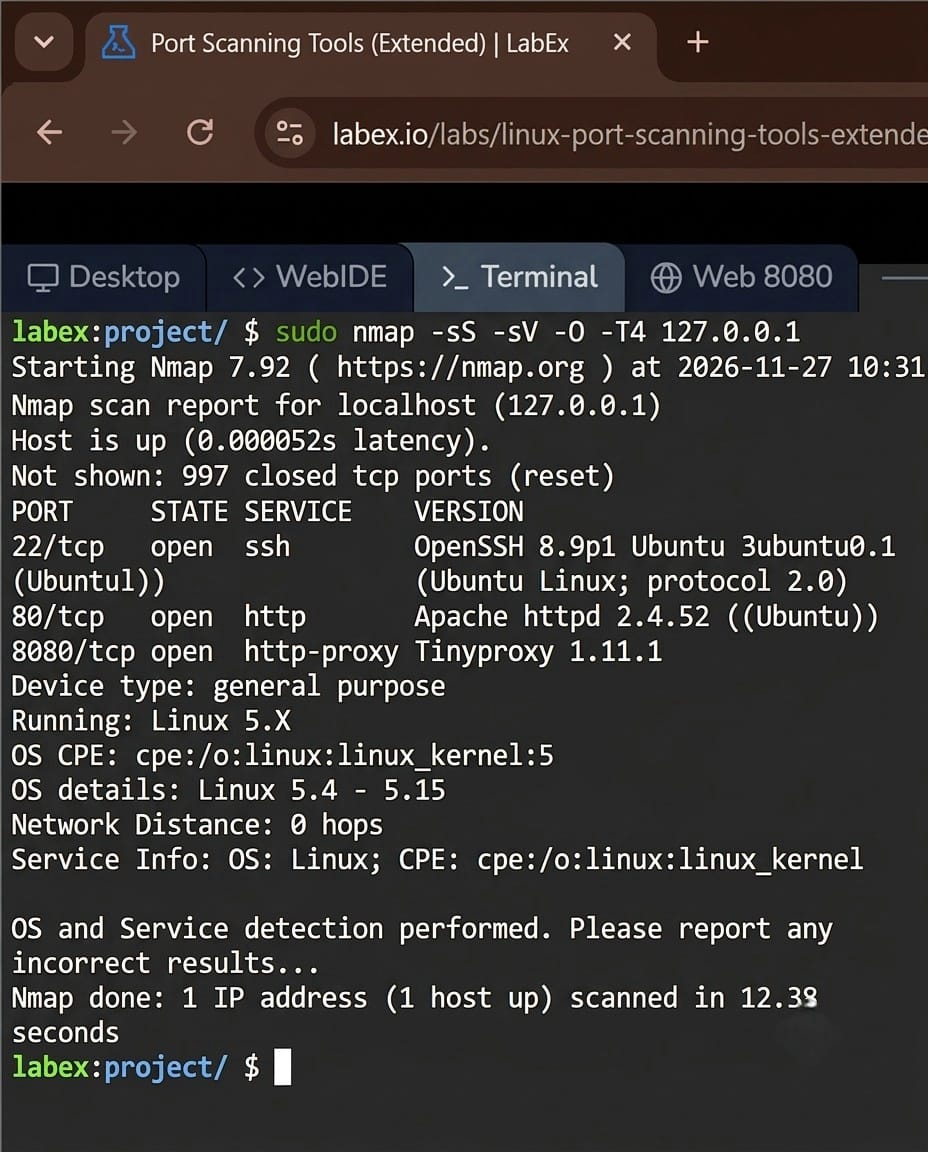 Port Scanning Tools (Extended) | LabEx
labex.io/labs/linux-port-scanning-tools-extende
Desktop WebIDE Terminal Web 8080
labex:project/ $ sudo nmap -sS -sV -O -T4 127.0.0.1
Starting Nmap 7.92 ( https://nmap.org ) at 2026-11-27 10:31
Nmap scan report for localhost (127.0.0.1)
Host is up (0.000052s latency).
Not shown: 997 closed tcp ports (reset)
PORT     STATE SERVICE    VERSION
22/tcp   open  ssh        OpenSSH 8.9p1 Ubuntu 3ubuntu0.1
(Ubuntul))                (Ubuntu Linux; protocol 2.0)
80/tcp   open  http       Apache httpd 2.4.52 ((Ubuntu))
8080/tcp open  http-proxy Tinyproxy 1.11.1
Device type: general purpose
Running: Linux 5.X
OS CPE: cpe:/o:linux:linux_kernel:5
OS details: Linux 5.4 - 5.15
Network Distance: 0 hops
Service Info: OS: Linux; CPE: cpe:/o:linux:linux_kernel
OS and Service detection performed. Please report any
incorrect results...
Nmap done: 1 IP address (1 host up) scanned in 12.38
seconds
labex:project/ $